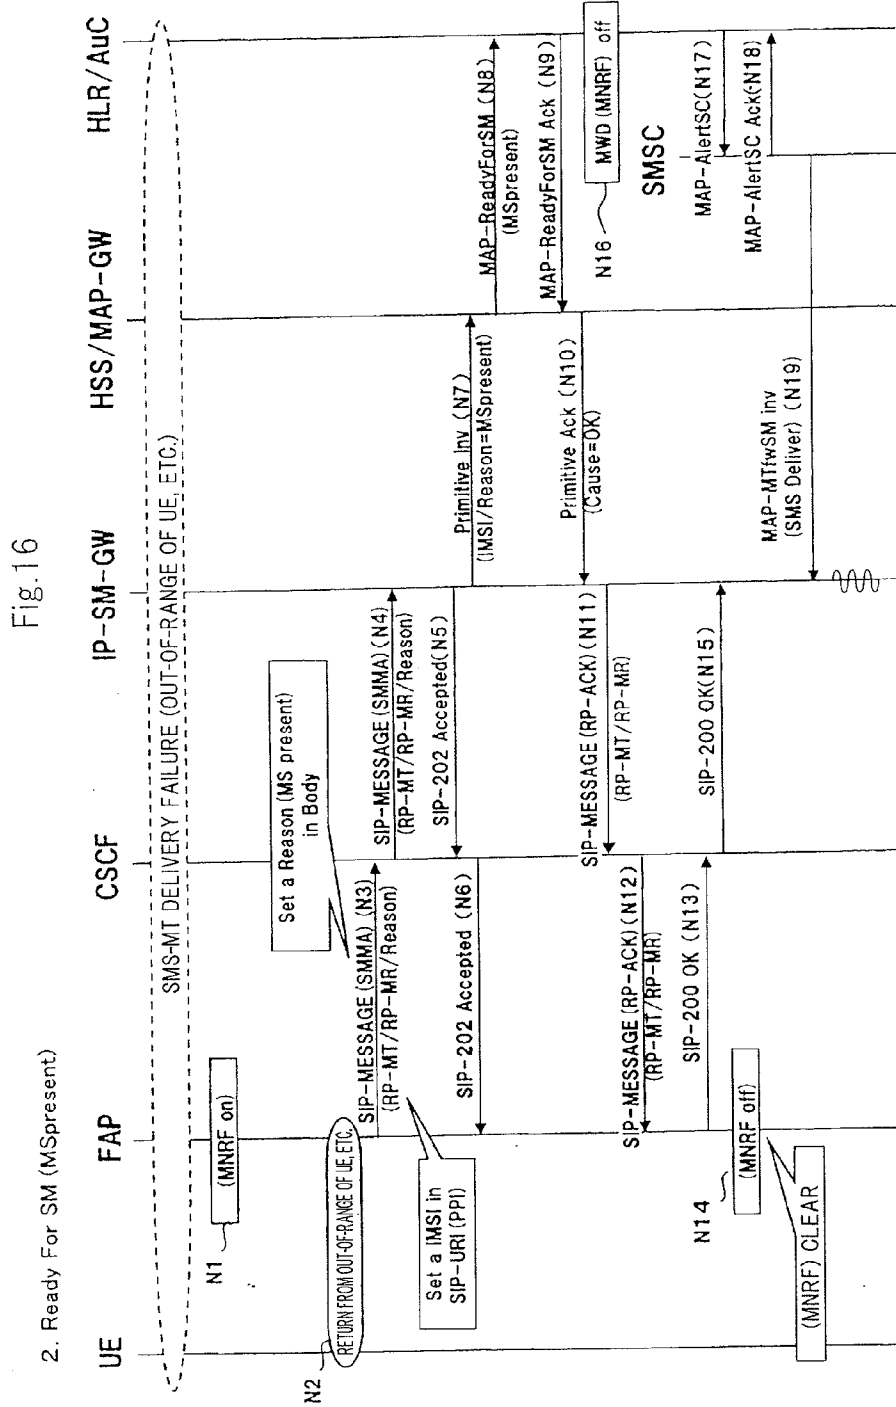 Fig.16
2. Ready For SM (MSpresent)
UE
FAP
CSCF
IP-SM-GW
HSS/MAP-GW
HLR/AuC
SMS-MT DELIVERY FAILURE (OUT-OF-RANGE OF UE, ETC.)
N1
(MNRF on)
N2
RETURN FROM OUT-OF-RANGE OF UE, ETC.
Set a Reason (MS present)
in Body
SIP-MESSAGE (SMMA) (N3)
(RP-MT/RP-MR/Reason)
Set a IMSI in
SIP-URI (PPI)
SIP-MESSAGE (SMMA) (N4)
(RP-MT/RP-MR/Reason)
SIP-202 Accepted(N5)
SIP-202 Accepted (N6)
Primitive Inv (N7)
(IMSI/Reason=MSpresent)
MAP-ReadyForSM (N8)
(MSpresent)
MAP-ReadyForSM Ack (N9)
Primitive Ack (N10)
(Cause=OK)
SIP-MESSAGE (RP-ACK) (N11)
(RP-MT/RP-MR)
SIP-MESSAGE (RP-ACK) (N12)
(RP-MT/RP-MR)
N16
MWD (MNRF) off
SIP-200 OK (N13)
SIP-200 OK(N15)
N14
(MNRF off)
(MNRF) CLEAR
SMSC
MAP-AlertSC(N17)
MAP-AlertSC Ack(N18)
MAP-MTfwSM inv
(SMS Deliver) (N19)